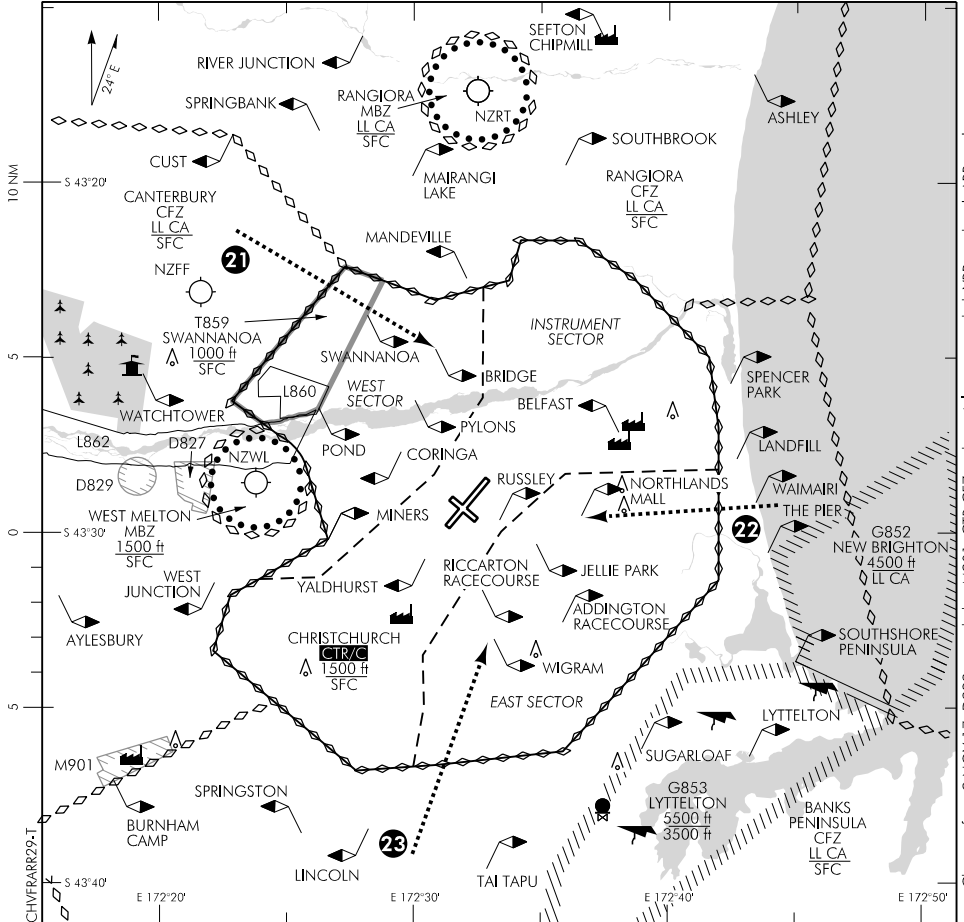 SEFTON
CHIPMILL
24° E
RIVER JUNCTION
SPRINGBANK
RANGIORA
MBZ
LL CA
SFC
NZRT
ASHLEY
CUST
SOUTHBROOK
MAIRANGI
LAKE
10 NM
S 43°20'
CANTERBURY
CFZ
LL CA
SFC
RANGIORA
CFZ
LL CA
SFC
MANDEVILLE
21
NZFF
T859
SWANNANOA
1000 ft
SFC
SWANNANOA
INSTRUMENT
SECTOR
5
BRIDGE
SPENCER
PARK
WEST
SECTOR
L860
WATCHTOWER
BELFAST
L862
D827
POND
PYLONS
LANDFILL
NZWL
CORINGA
D829
RUSSLEY
NORTHLANDS
MALL
WAIMAIRI
THE PIER
WEST MELTON
MBZ
1500 ft
SFC
MINERS
22
0
S 43°30'
G852
NEW BRIGHTON
4500 ft
LL CA
WEST
JUNCTION
YALDHURST
RICCARTON
RACECOURSE
JELLIE PARK
ADDINGTON
RACECOURSE
AYLESBURY
CHRISTCHURCH
CTR/C
1500 ft
SFC
WIGRAM
SOUTHSHORE
PENINSULA
EAST SECTOR
5
LYTTELTON
SUGARLOAF
M901
G853
LYTTELTON
5500 ft
3500 ft
SPRINGSTON
BURNHAM
CAMP
BANKS
PENINSULA
CFZ
LL CA
SFC
23
LINCOLN
TAI TAPU
S 43°40'
E 172°20'
E 172°30'
E 172°40'
E 172°50'
CHVFRARR29-T